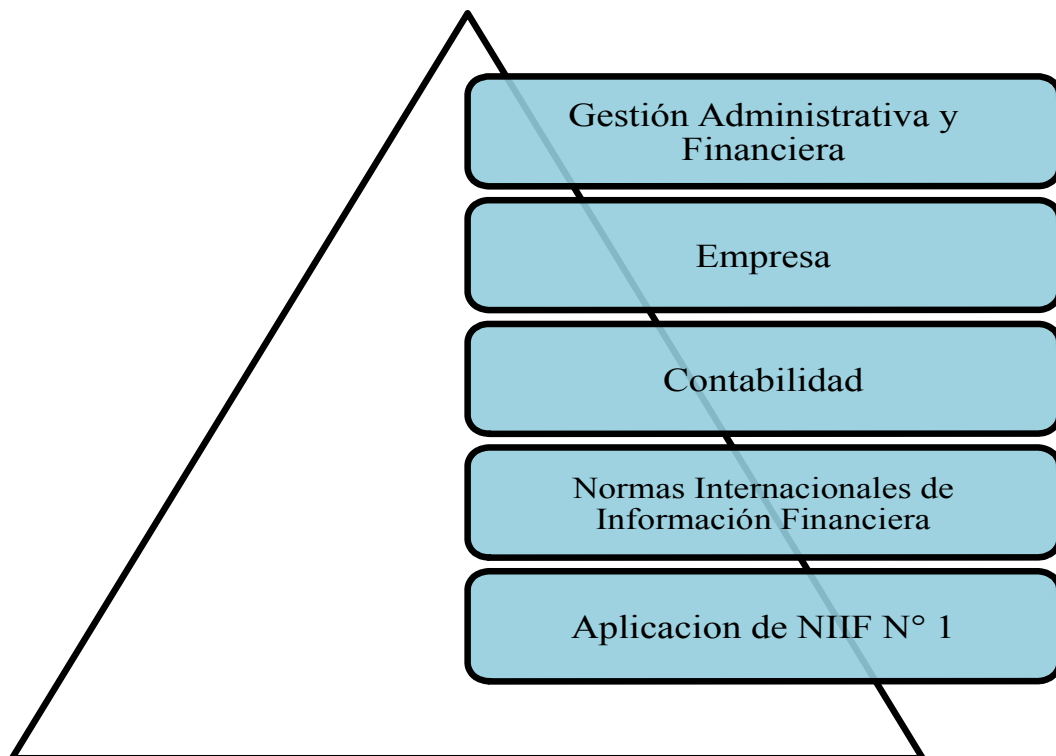 Gestión Administrativa y
Financiera
Empresa
Contabilidad
Normas Internacionales de
Información Financiera
Aplicacion de NIIF N° 1